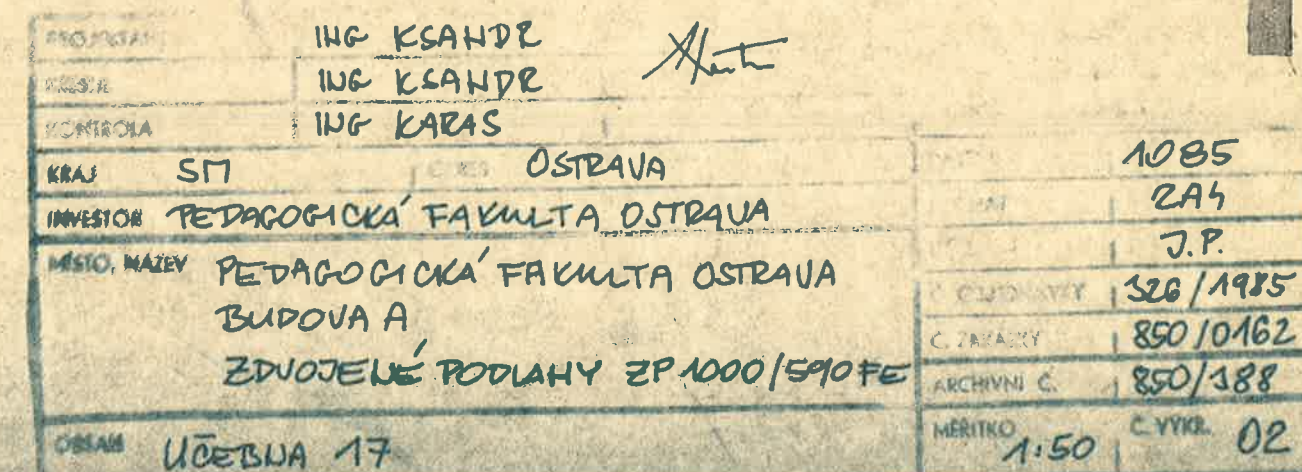 ING KSANDR
ING KSANDR
KONTROLA ING KARAS
KRAJ SM OSTRAVA
INVESTOR PEDAGOGICKÁ FAKULTA OSTRAVA
MÍSTO, NÁZEV PEDAGOGICKÁ FAKULTA OSTRAVA
BUDOVA A
ZDVOJENÉ PODLAHY ZP 1000/590 FE
OBSAH UČEBNA 17
1085
2A4
J.P.
326/1985
Č. ZAKÁZKY 850/0162
ARCHIVNÍ Č. 850/188
MĚŘÍTKO 1:50 Č. VÝKR. 02